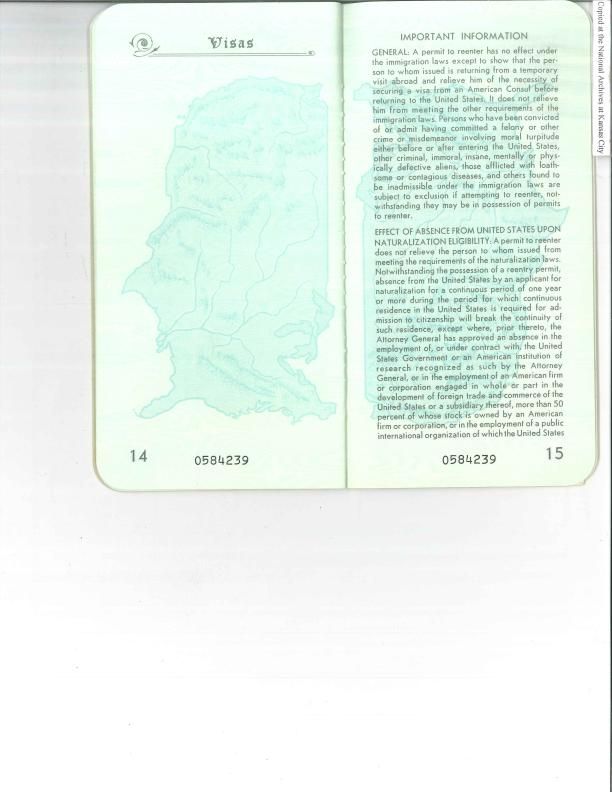 Visas
14
0584239
IMPORTANT INFORMATION
GENERAL: A permit to reenter has no effect under
the immigration laws except to show that the per-
son to whom issued is returning from a temporary
visit abroad and relieve him of the necessity of
securing a visa from an American Consul before
returning to the United States. It does not relieve
him from meeting the other requirements of the
immigration laws. Persons who have been convicted
of or admit having committed a felony or other
crime or misdemeanor involving moral turpitude
either before or after entering the United States,
other criminal, immoral, insane, mentally or phys-
ically defective aliens, those afflicted with loath-
some or contagious diseases, and others found to
be inadmissible under the immigration laws are
subject to exclusion if attempting to reenter, not-
withstanding they may be in possession of permits
to reenter.
EFFECT OF ABSENCE FROM UNITED STATES UPON
NATURALIZATION ELIGIBILITY: A permit to reenter
does not relieve the person to whom issued from
meeting the requirements of the naturalization laws.
Notwithstanding the possession of a reentry permit,
absence from the United States by an applicant for
naturalization for a continuous period of one year
or more during the period for which continuous
residence in the United States is required for ad-
mission to citizenship will break the continuity of
such residence, except where, prior thereto, the
Attorney General has approved an absence in the
employment of, or under contract with, the United
States Government or an American institution of
research recognized as such by the Attorney
General, or in the employment of an American firm
or corporation engaged in whole or part in the
development of foreign trade and commerce of the
United States or a subsidiary thereof, more than 50
percent of whose stock is owned by an American
firm or corporation, or in the employment of a public
international organization of which the United States
0584239
15
Copied at the National Archives at Kansas City